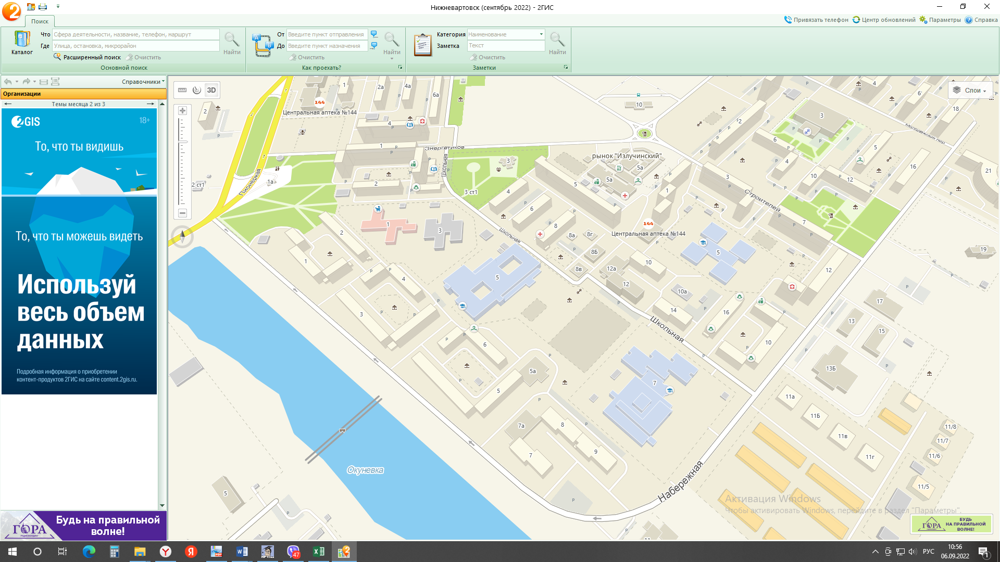 Нижневартовск (сентябрь 2022) - 2ГИС
Поиск
Привязать телефон
Центр обновлений
Параметры
Справка
Каталог
Что
Сфера деятельности, название, телефон, маршрут
Где
Улица, остановка, микрорайон
Расширенный поиск
Очистить
Найти
Основной поиск
От
Введите пункт отправления
До
Введите пункт назначения
Очистить
Найти
Как проехать?
Категория
Наименование
Заметка
Текст
Очистить
Найти
Заметки
Справочники
Организации
Темы месяца 2 из 3
2GIS
18+
То, что ты видишь
То, что ты можешь видеть
Используй
весь объем
данных
Подробная информация о приобретении
контент-продуктов 2ГИС на сайте content.2gis.ru.
ГОРА
РАДИОХОЛДИНГ
Будь на правильной
волне!
3D
Слои
144
Центральная аптека №144
1
2а
4а
6а
2
4
1
2
1а
2 ст1
Пионерная
Энергетиков
Школьная
10
3
3 ст1
рынок "Излучинский"
5а
5а
5
4
6
8
1
3
Строителей
2
6
4
3
5
4
6
18
Молодежный пер
16
21
10
12
7
144
Центральная аптека №144
8а
8г
8Б
8в
12а
12
10
10а
14
16
10
5
12
19
17
13
15
13Б
Школьная
Школьная
1
3
2
1
4
3
5
6
5
5а
7
7а
8
7
9
11а
11Б
11в
11г
11/8
11/7
11/6
11/5
11
5
Окуневка
Набережная
Активация Windows
Чтобы активировать Windows, перейдите в раздел "Параметры".
ГОРА
БУДЬ
НА ПРАВИЛЬНОЙ
ВОЛНЕ!
47
РУС
10:56
06.09.2022
1